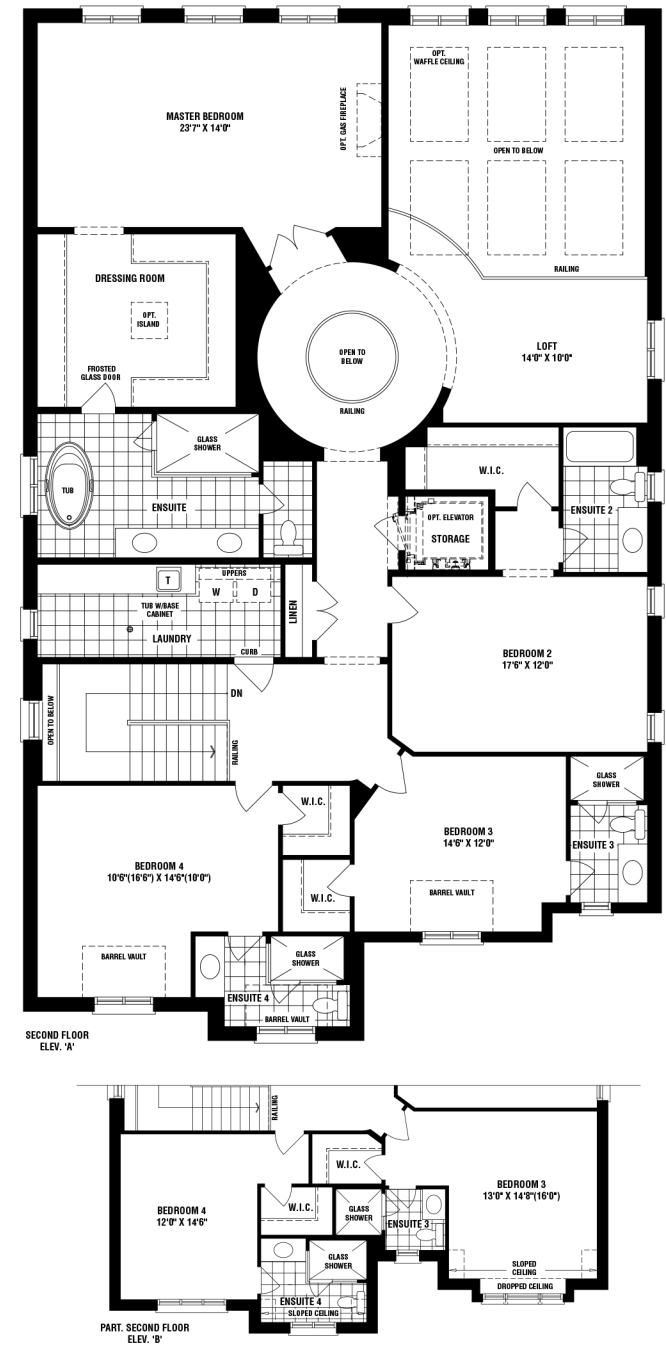 OPT.
WAFFLE CEILING
MASTER BEDROOM
23'7" X 14'0"
OPT. GAS FIREPLACE
OPEN TO BELOW
RAILING
DRESSING ROOM
OPT.
ISLAND
FROSTED
GLASS DOOR
OPEN TO
BELOW
RAILING
LOFT
14'0" X 10'0"
GLASS
SHOWER
TUB
ENSUITE
W.I.C.
ENSUITE 2
OPT. ELEVATOR
STORAGE
UPPERS
T
W
D
TUB W/BASE
CABINET
LAUNDRY
CURB
LINEN
BEDROOM 2
17'6" X 12'0"
OPEN TO BELOW
DN
RAILING
GLASS
SHOWER
W.I.C.
BEDROOM 3
14'6" X 12'0"
ENSUITE 3
BEDROOM 4
10'6"(16'6") X 14'6"(10'0")
W.I.C.
BARREL VAULT
BARREL VAULT
GLASS
SHOWER
ENSUITE 4
BARREL VAULT
SECOND FLOOR
ELEV. 'A'
RAILING
W.I.C.
BEDROOM 3
13'0" X 14'8"(16'0")
BEDROOM 4
12'0" X 14'6"
W.I.C.
GLASS
SHOWER
ENSUITE 3
GLASS
SHOWER
SLOPED
CEILING
DROPPED CEILING
ENSUITE 4
SLOPED CEILING
PART. SECOND FLOOR
ELEV. 'B'